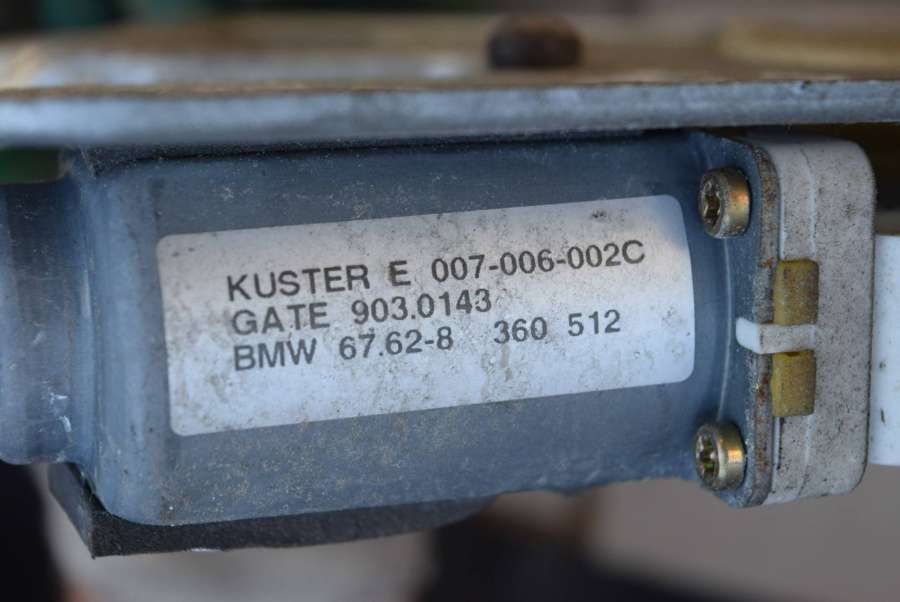 KUSTER E 007-006-002C
GATE 903.0143
BMW 67.62-8 360 512